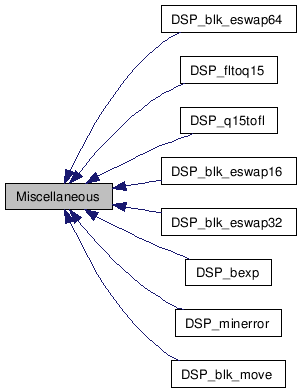 DSP_blk_eswap64
DSP_fltoq15
DSP_q15tofl
DSP_blk_eswap16
Miscellaneous
DSP_blk_eswap32
DSP_bexp
DSP_minerror
DSP_blk_move